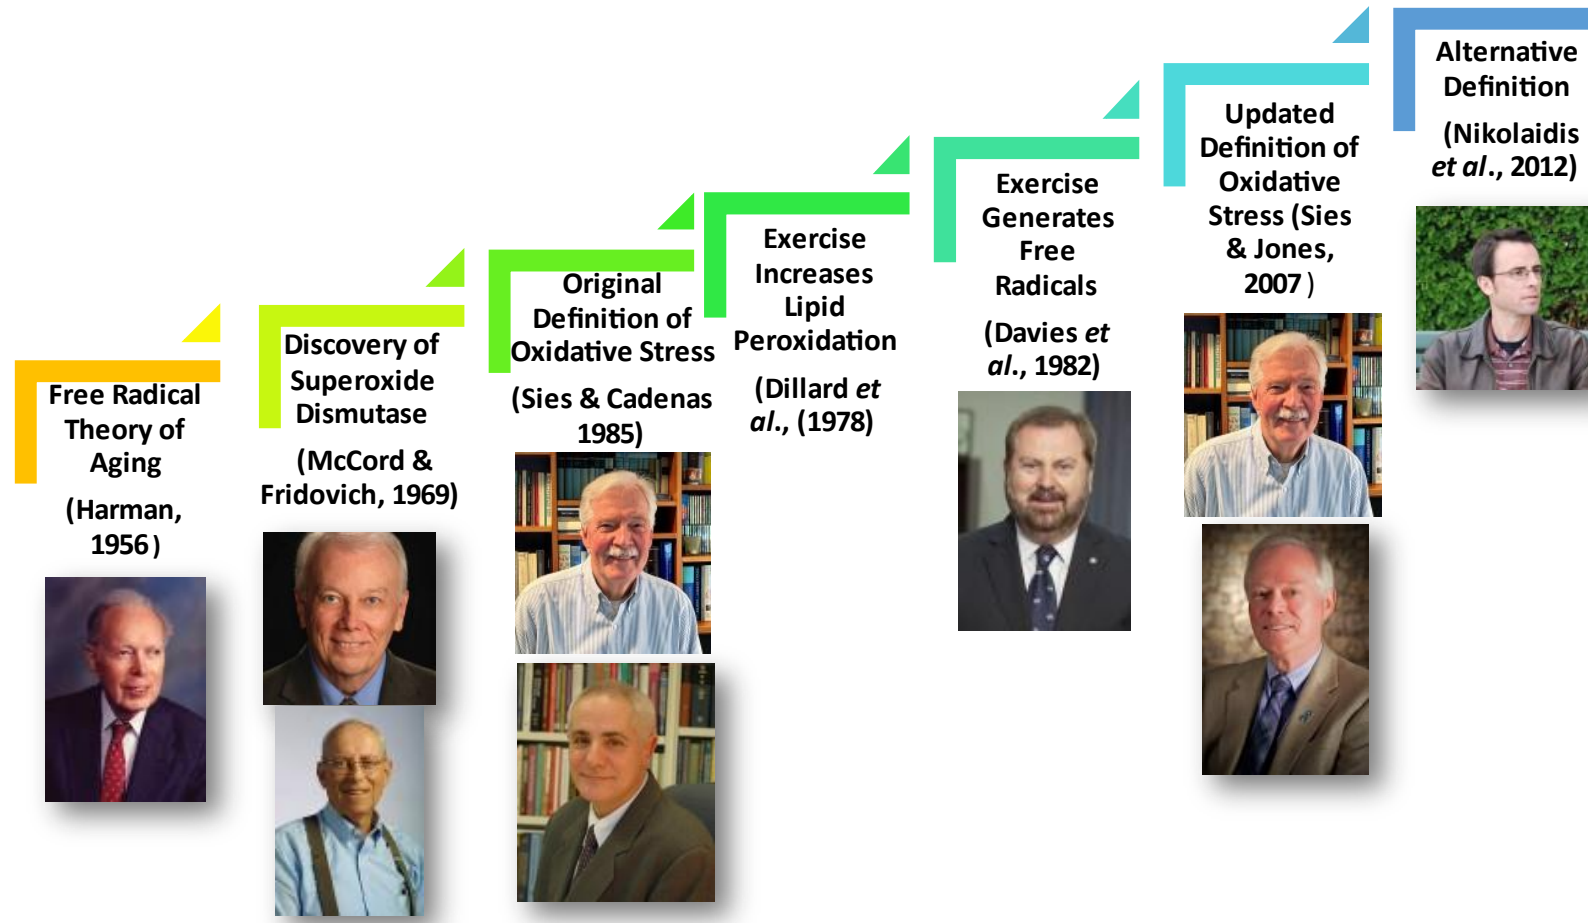 Free Radical
Theory of
Aging
(Harman,
1956)
Discovery of
Superoxide
Dismutase
(McCord &
Fridovich, 1969)
Original
Definition of
Oxidative Stress
(Sies & Cadenas
1985)
Exercise
Increases
Lipid
Peroxidation
(Dillard et
al., (1978)
Exercise
Generates
Free
Radicals
(Davies et
al., 1982)
Updated
Definition of
Oxidative
Stress (Sies
& Jones,
2007)
Alternative
Definition
(Nikolaidis
et al., 2012)